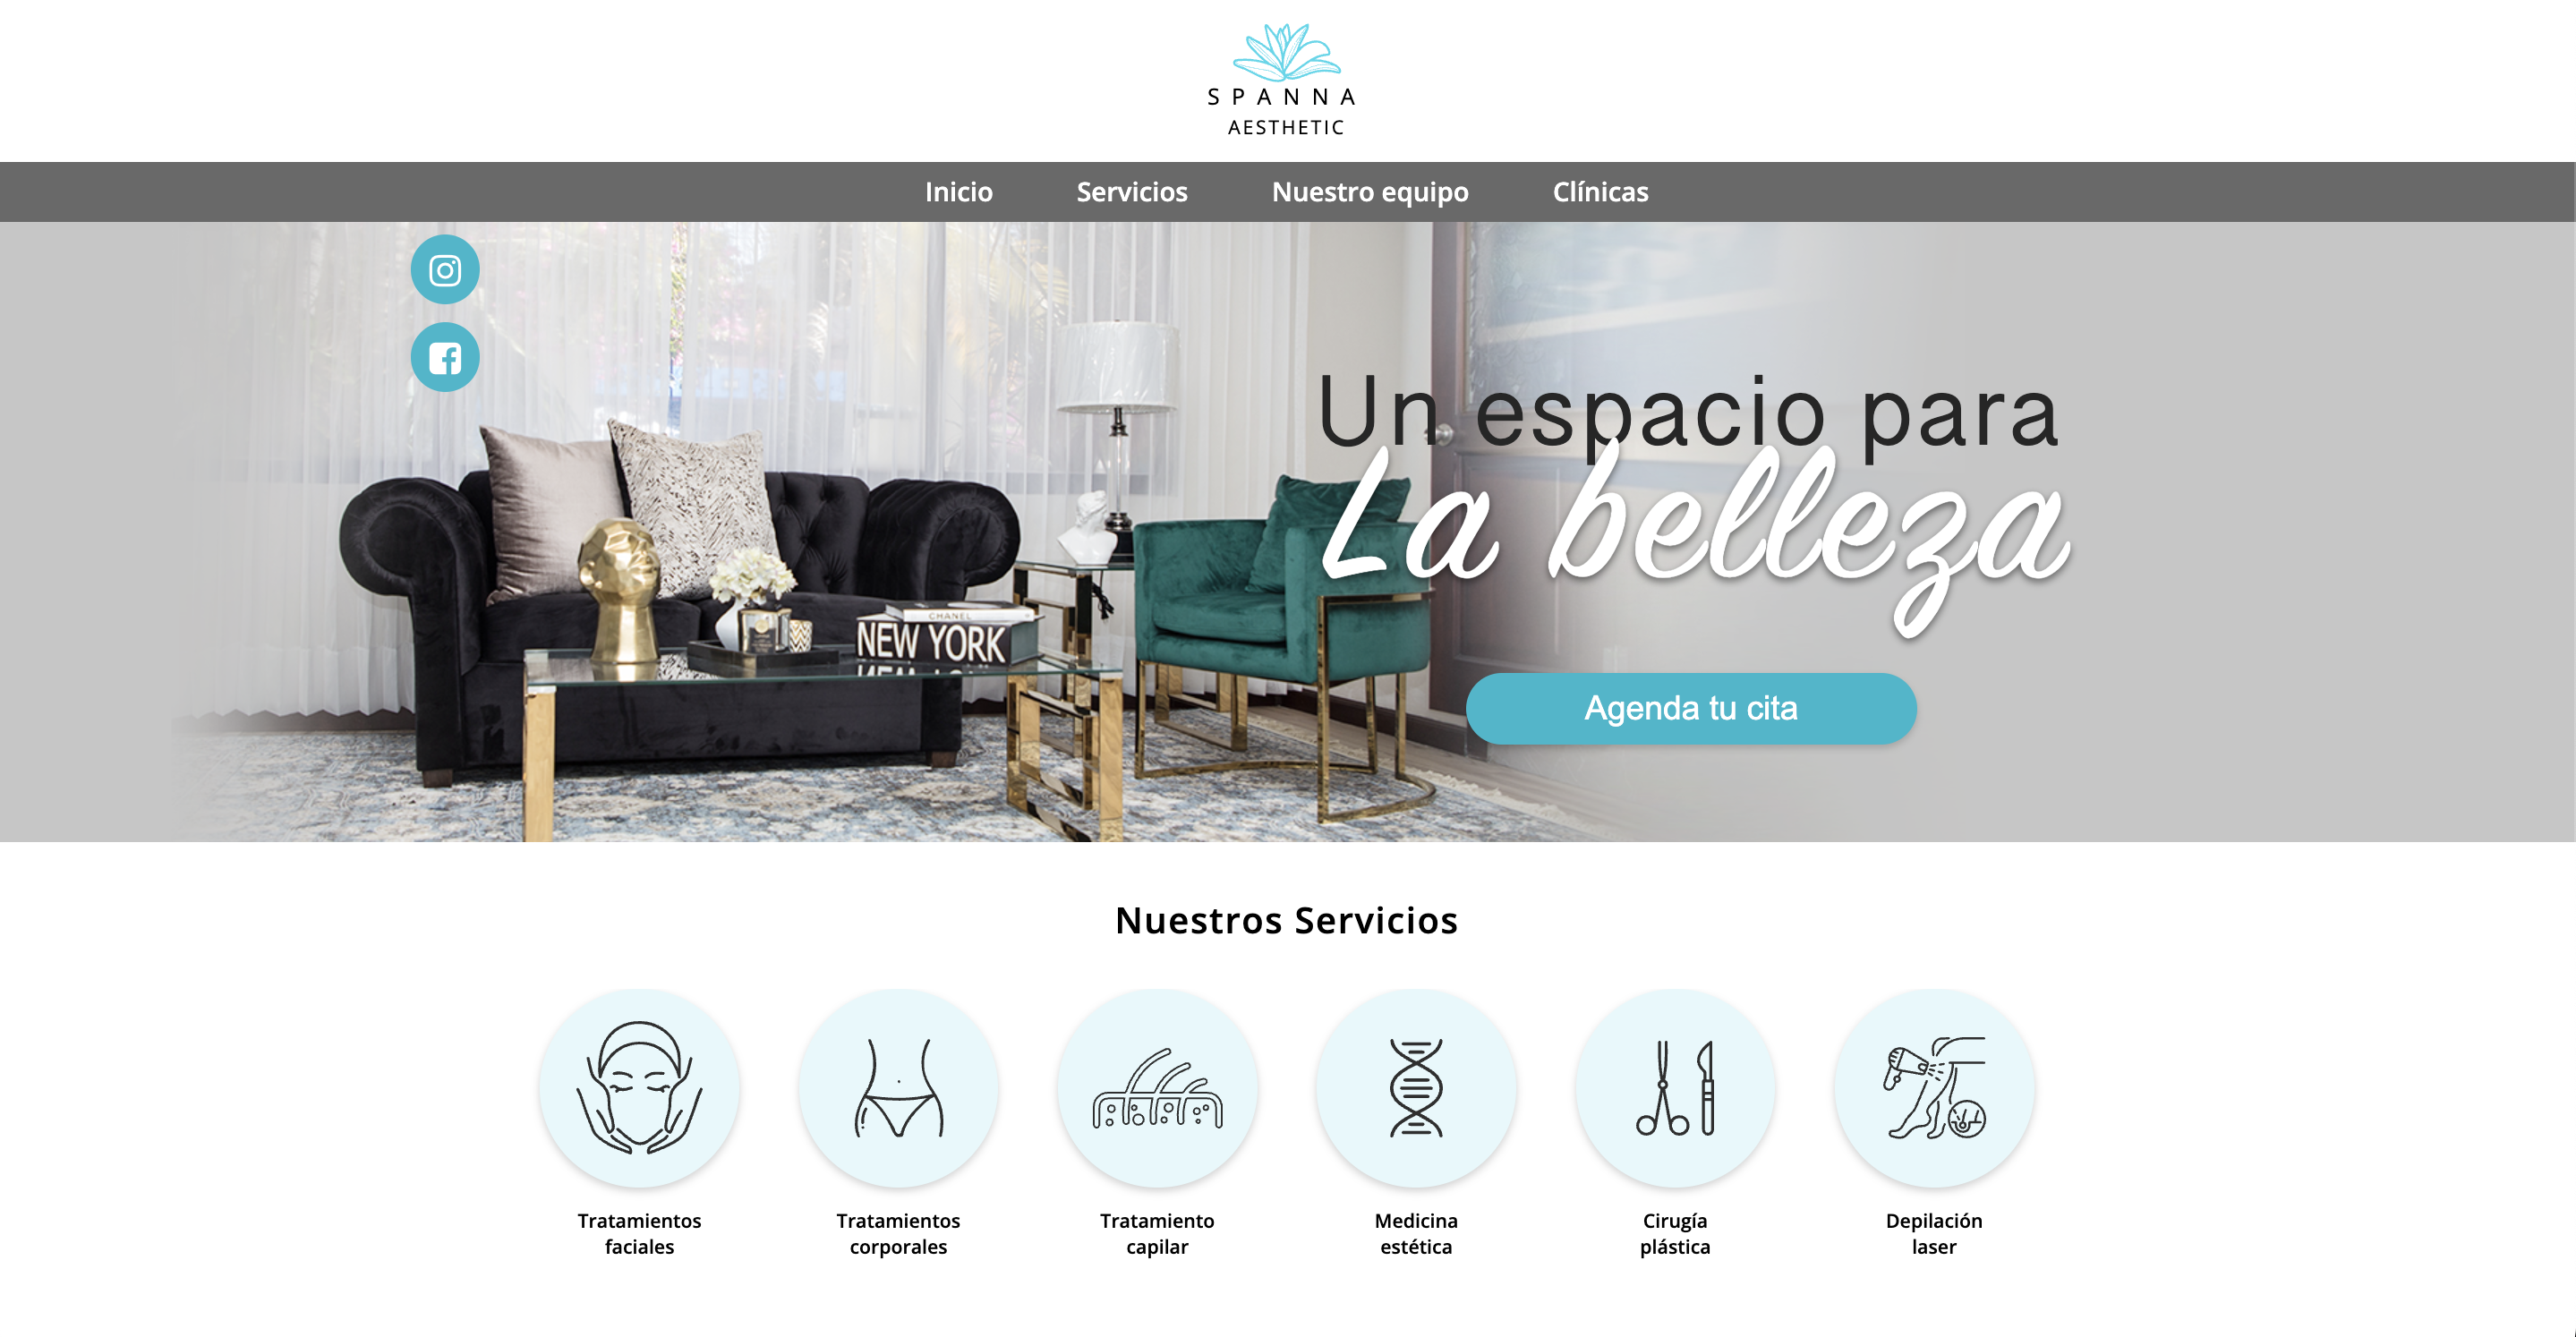 SPANNA
AESTHETIC
Inicio Servicios Nuestro equipo Clínicas
Un espacio para
La belleza
CHANEL
NEW YORK
Agenda tu cita
Nuestros Servicios
Tratamientos
faciales
Tratamientos
corporales
Tratamiento
capilar
Medicina
estética
Cirugía
plástica
Depilación
laser